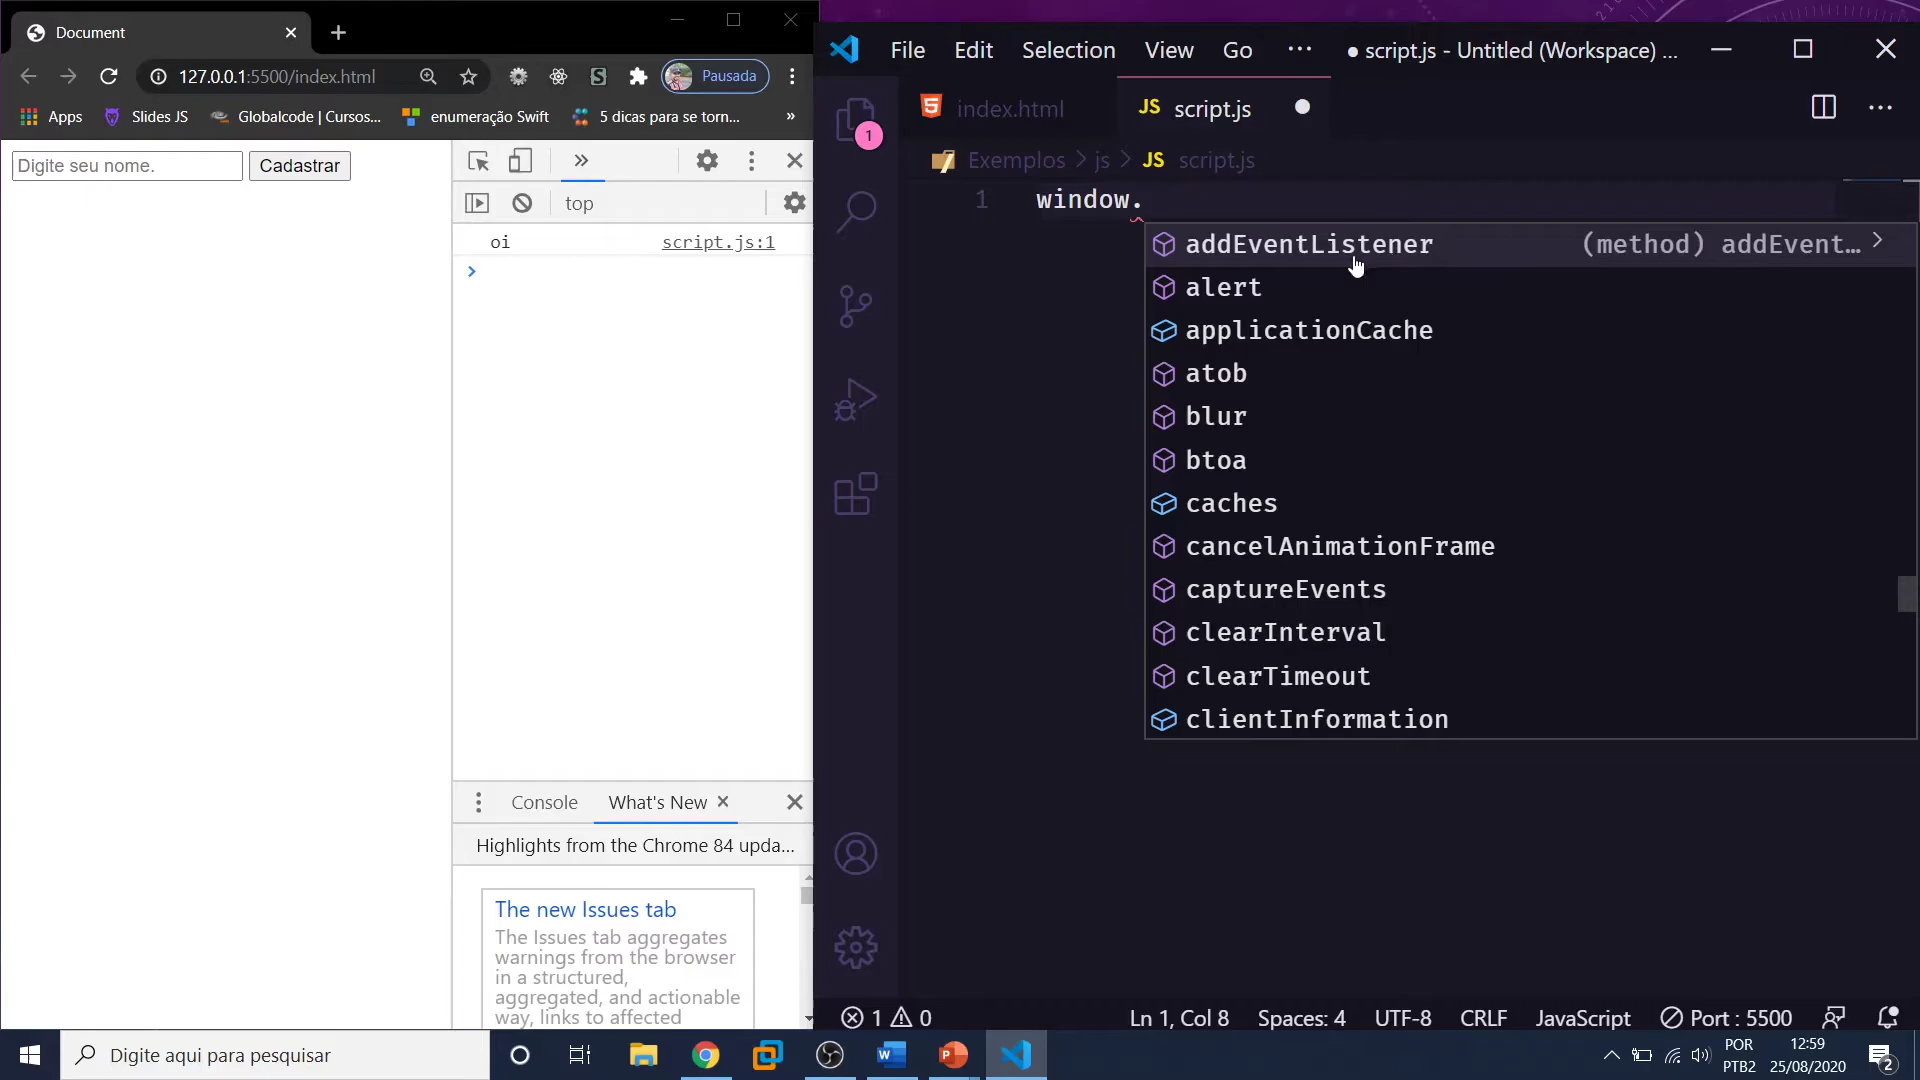 Document
127.0.0.1:5500/index.html
Pausada
Apps
Slides JS
Globalcode | Cursos...
enumeração Swift
5 dicas para se torn...
»
Digite seu nome.
Cadastrar
top
oi
script.js:1
Console
What's New
Highlights from the Chrome 84 upda...
The new Issues tab
The Issues tab aggregates
warnings from the browser
in a structured,
aggregated, and actionable
way, links to affected
File
Edit
Selection
View
Go
···
● script.js - Untitled (Workspace) ...
index.html
JS script.js
Exemplos > js > JS script.js
1
1 window.
addEventListener (method) addEvent…
alert
applicationCache
atob
blur
btoa
caches
cancelAnimationFrame
captureEvents
clearInterval
clearTimeout
clientInformation
1 0
Ln 1, Col 8
Spaces: 4
UTF-8
CRLF
JavaScript
Port : 5500
Digite aqui para pesquisar
POR
PTB2
12:59
25/08/2020
2